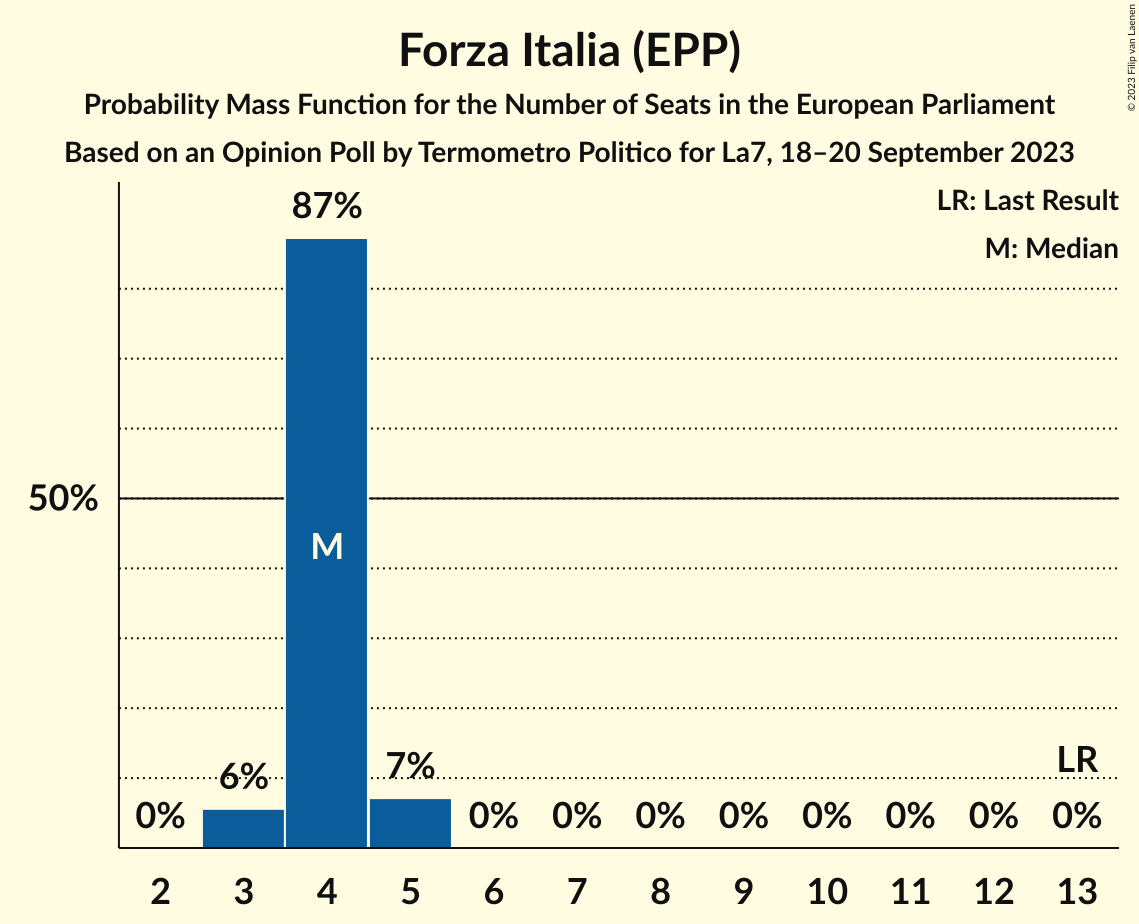 Forza Italia (EPP)
Probability Mass Function for the Number of Seats in the European Parliament
Based on an Opinion Poll by Termometro Politico for La7, 18–20 September 2023
© 2023 Filip van Laenen
LR: Last Result
M: Median
87%
50%
M
6%
7%
LR
0% 0% 0% 0% 0% 0% 0% 0% 0%
2 3 4 5 6 7 8 9 10 11 12 13